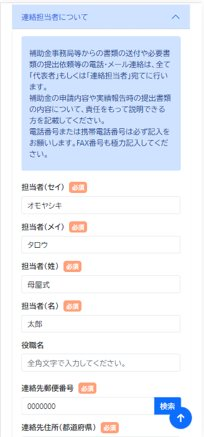 連絡担当者について
補助金事務局等からの書類の送付や必要書
類の提出依頼等の電話・メール連絡は、全て
「代表者」もしくは「連絡担当者」宛てに行い
ます。
補助金の申請内容や実績報告時の提出書類
の内容について、責任をもって説明できる
方を記載してください。
電話番号または携帯電話番号は必ず記入を
お願いします。FAX番号も極力記入してくだ
さい。
担当者(セイ) 必須
オモヤシキ
担当者(メイ) 必須
タロウ
担当者(姓) 必須
母屋式
担当者(名) 必須
太郎
役職名
全角文字で入力してください。
連絡先郵便番号 必須
0000000 検索
連絡先住所(都道府県) 必須